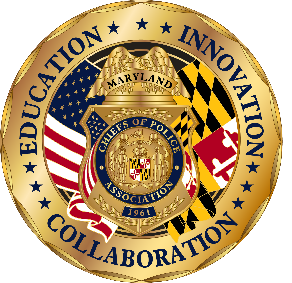 EDUCATION
INNOVATION
COLLABORATION
MARYLAND
CHIEFS OF POLICE
ASSOCIATION
1961